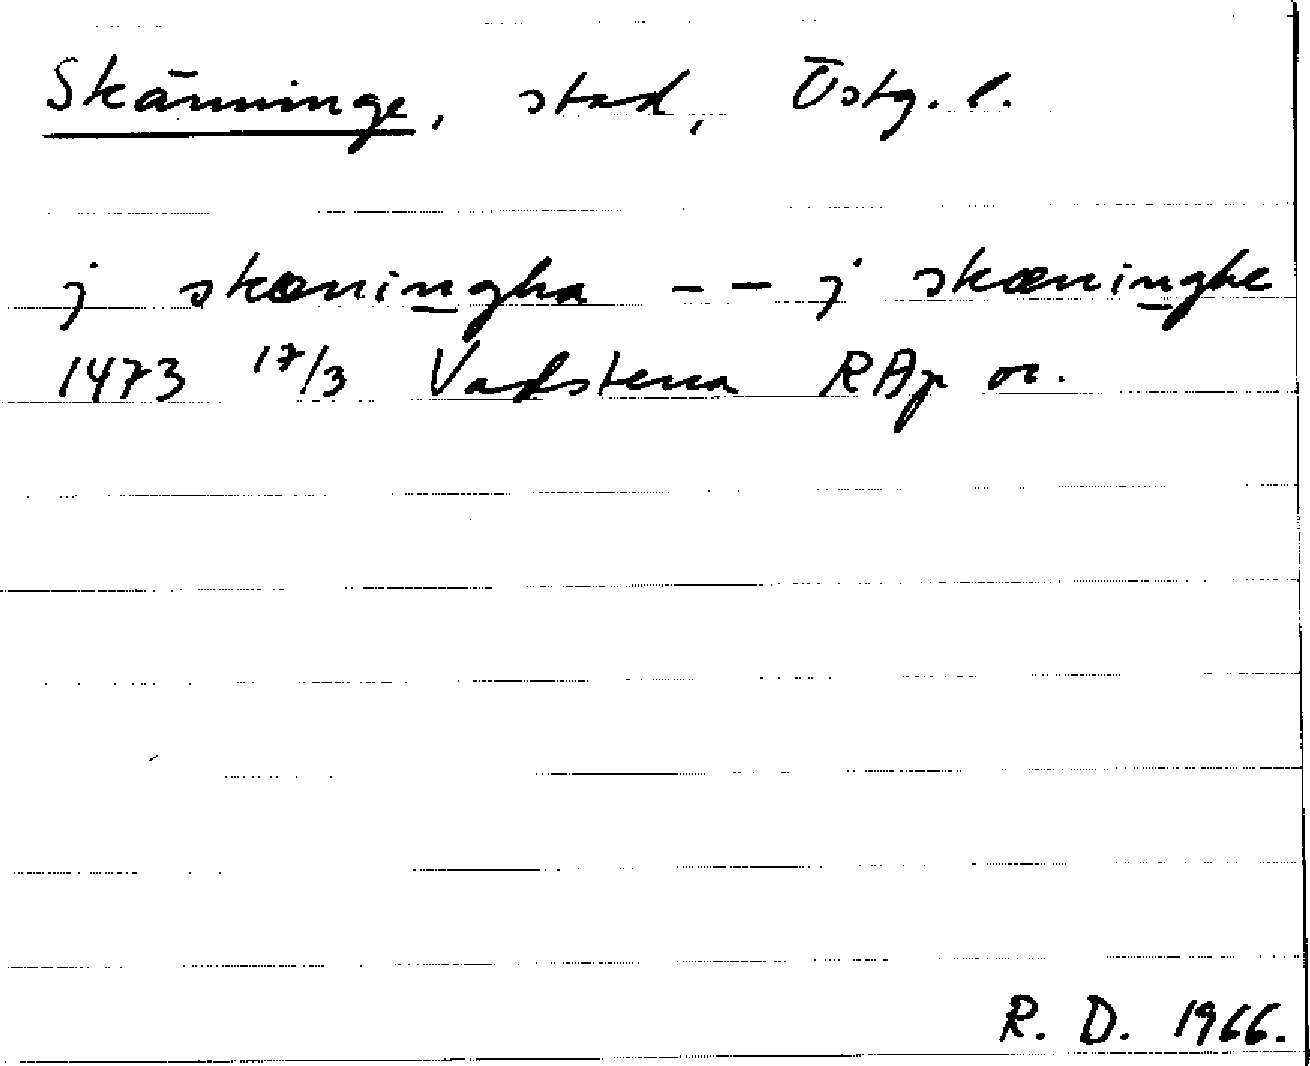 Skänninge, stad, Östg. l.
j skæningha -- j skæninghe
1473 17/3 Vadstena RAp or.
R. D. 1966.